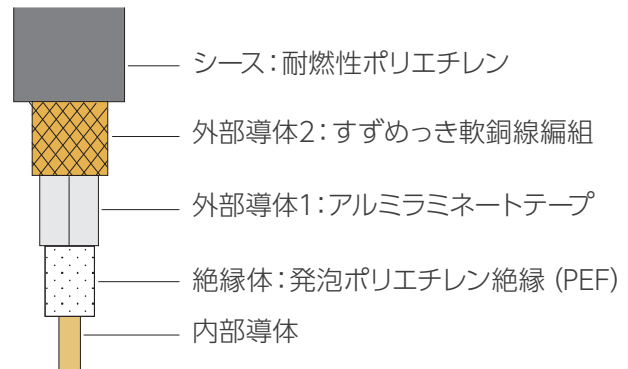 シース：耐燃性ポリエチレン
外部導体2：すずめっき軟銅線編組
外部導体1：アルミラミネートテープ
絶縁体：発泡ポリエチレン絶縁 (PEF)
内部導体